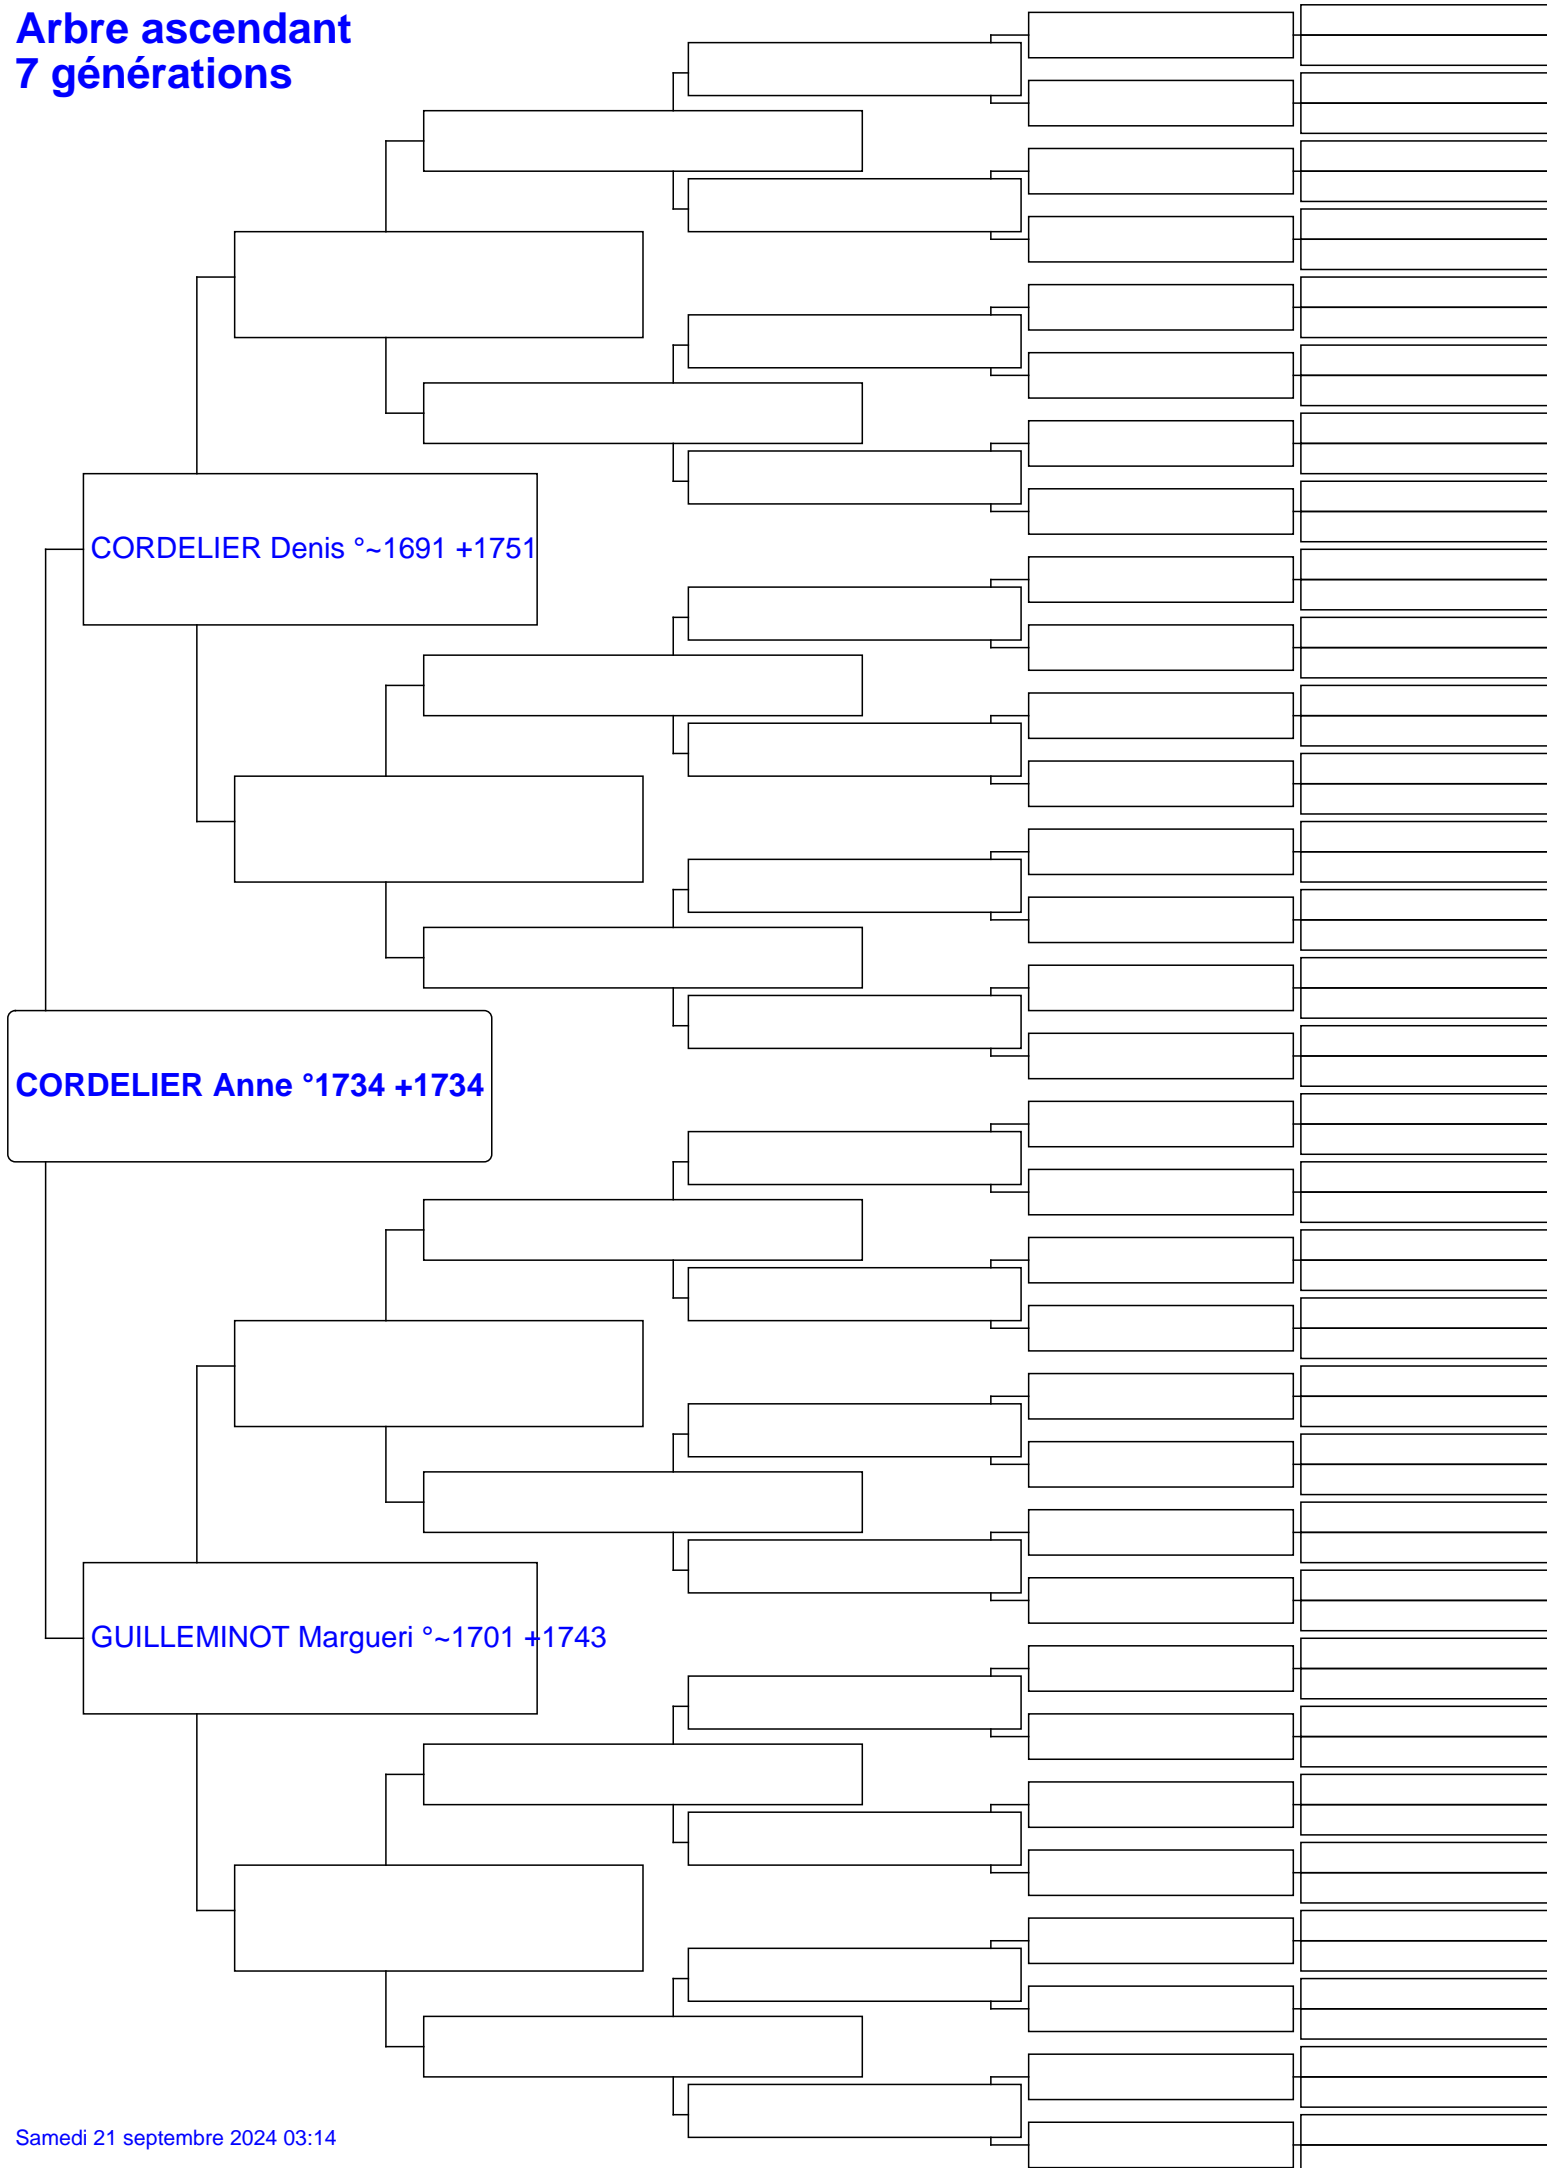 Arbre ascendant
7 générations
CORDELIER Denis °~1691 +1751
CORDELIER Anne °1734 +1734
GUILLEMINOT Margueri °~1701 +1743
Samedi 21 septembre 2024 03:14